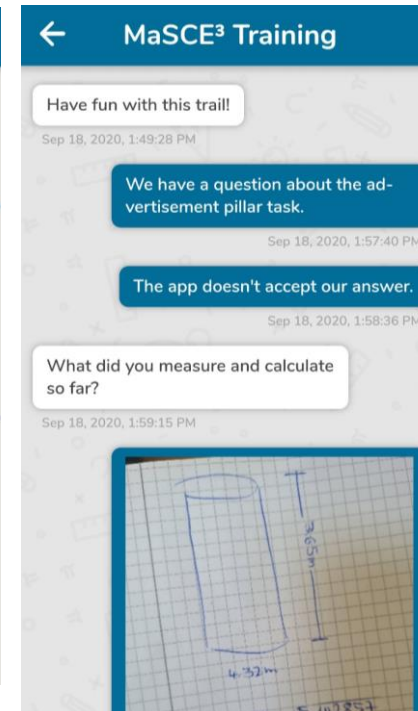 MaSCE³ Training
Have fun with this trail!
Sep 18, 2020, 1:49:28 PM
We have a question about the ad-
vertisement pillar task.
Sep 18, 2020, 1:57:40 PM
The app doesn't accept our answer.
Sep 18, 2020, 1:58:36 PM
What did you measure and calculate
so far?
Sep 18, 2020, 1:59:15 PM
4.32m